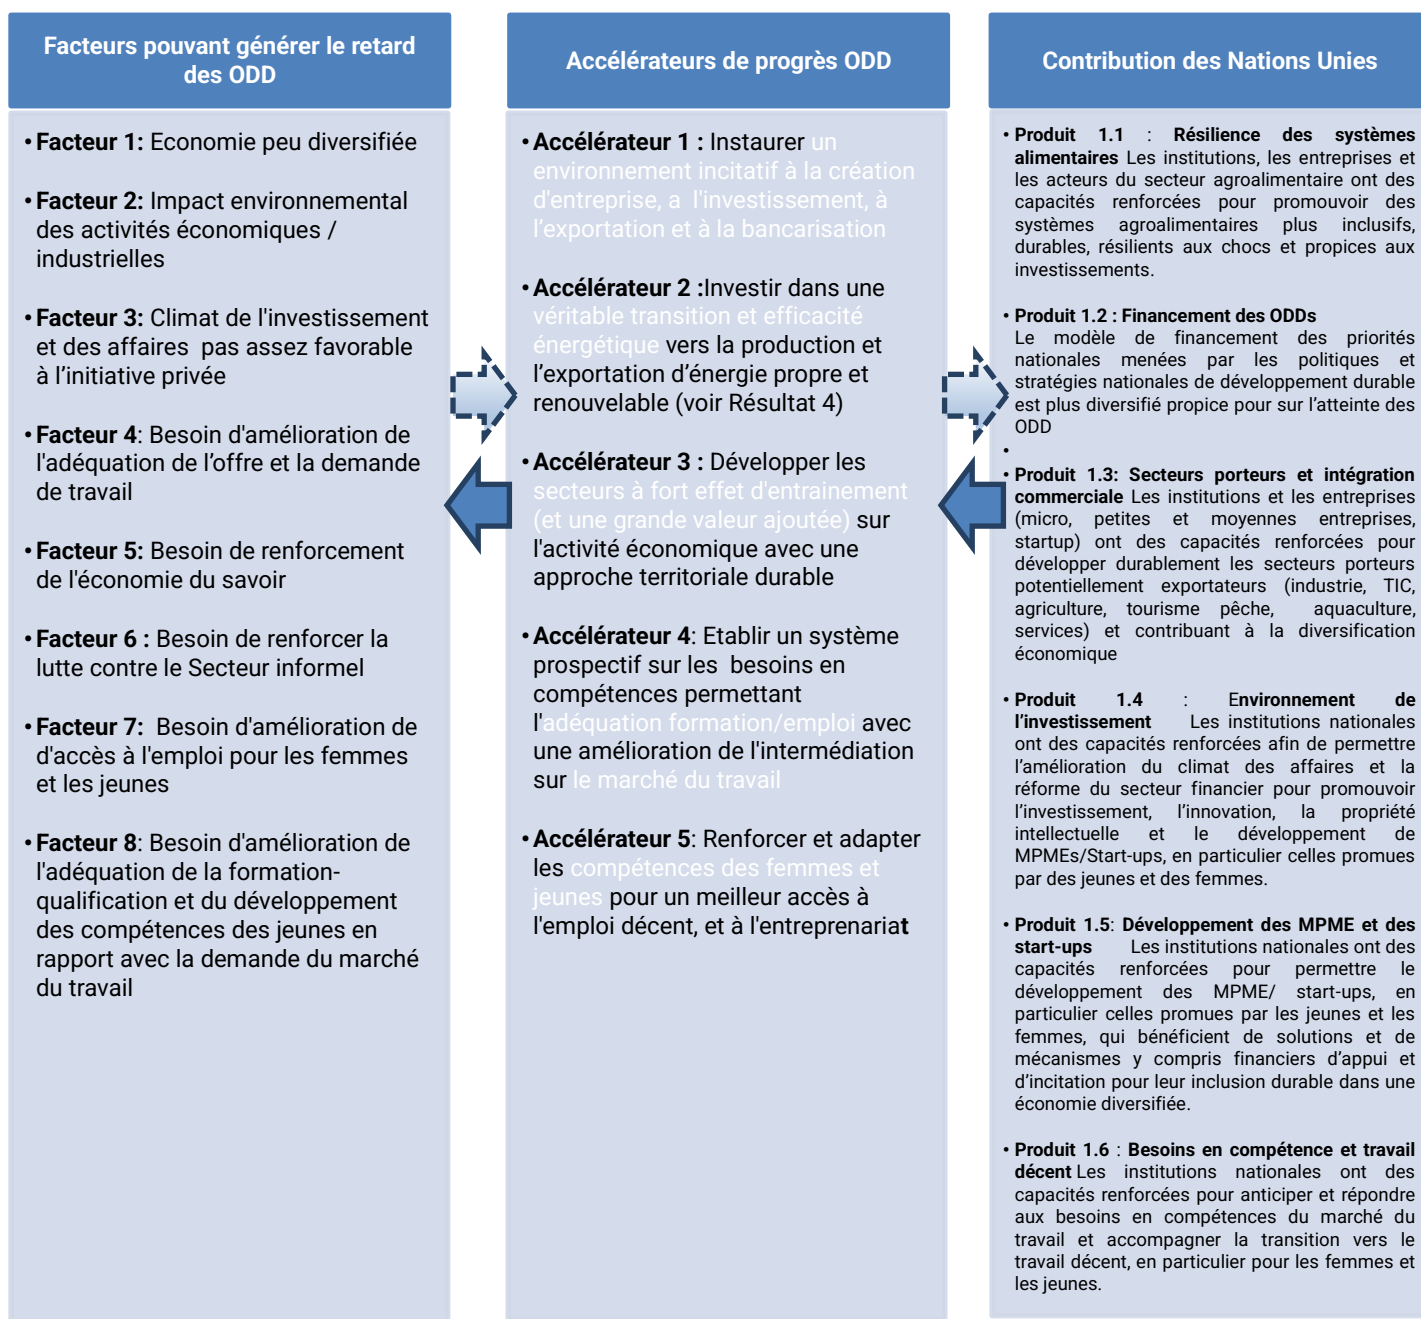 Facteurs pouvant générer le retard
des ODD
• Facteur 1: Economie peu diversifiée
• Facteur 2: Impact environnemental
des activités économiques /
industrielles
• Facteur 3: Climat de l'investissement
et des affaires pas assez favorable
à l’initiative privée
• Facteur 4: Besoin d'amélioration de
l'adéquation de l’offre et la demande
de travail
• Facteur 5: Besoin de renforcement
de l'économie du savoir
• Facteur 6 : Besoin de renforcer la
lutte contre le Secteur informel
• Facteur 7: Besoin d'amélioration de
d'accès à l'emploi pour les femmes
et les jeunes
• Facteur 8: Besoin d'amélioration de
l'adéquation de la formation-
qualification et du développement
des compétences des jeunes en
rapport avec la demande du marché
du travail
Accélérateurs de progrès ODD
• Accélérateur 1 : Instaurer un
environnement incitatif à la création
d'entreprise, a l'investissement, à
l’exportation et à la bancarisation
• Accélérateur 2 :Investir dans une
véritable transition et efficacité
énergétique vers la production et
l’exportation d’énergie propre et
renouvelable (voir Résultat 4)
• Accélérateur 3 : Développer les
secteurs à fort effet d'entrainement
(et une grande valeur ajoutée) sur
l'activité économique avec une
approche territoriale durable
• Accélérateur 4: Etablir un système
prospectif sur les besoins en
compétences permettant
l'adéquation formation/emploi avec
une amélioration de l'intermédiation
sur le marché du travail
• Accélérateur 5: Renforcer et adapter
les compétences des femmes et
jeunes pour un meilleur accès à
l'emploi décent, et à l'entreprenariat
Contribution des Nations Unies
• Produit 1.1 : Résilience des systèmes
alimentaires Les institutions, les entreprises et
les acteurs du secteur agroalimentaire ont des
capacités renforcées pour promouvoir des
systèmes agroalimentaires plus inclusifs,
durables, résilients aux chocs et propices aux
investissements.
• Produit 1.2 : Financement des ODDs
Le modèle de financement des priorités
nationales menées par les politiques et
stratégies nationales de développement durable
est plus diversifié propice pour sur l’atteinte des
ODD
•
• Produit 1.3: Secteurs porteurs et intégration
commerciale Les institutions et les entreprises
(micro, petites et moyennes entreprises,
startup) ont des capacités renforcées pour
développer durablement les secteurs porteurs
potentiellement exportateurs (industrie, TIC,
agriculture, tourisme pêche, aquaculture,
services) et contribuant à la diversification
économique
• Produit 1.4 : Environnement de
l’investissement Les institutions nationales
ont des capacités renforcées afin de permettre
l’amélioration du climat des affaires et la
réforme du secteur financier pour promouvoir
l’investissement, l’innovation, la propriété
intellectuelle et le développement de
MPMEs/Start-ups, en particulier celles promues
par des jeunes et des femmes.
• Produit 1.5: Développement des MPME et des
start-ups Les institutions nationales ont des
capacités renforcées pour permettre le
développement des MPME/ start-ups, en
particulier celles promues par les jeunes et les
femmes, qui bénéficient de solutions et de
mécanismes y compris financiers d’appui et
d’incitation pour leur inclusion durable dans une
économie diversifiée.
• Produit 1.6 : Besoins en compétence et travail
décent Les institutions nationales ont des
capacités renforcées pour anticiper et répondre
aux besoins en compétences du marché du
travail et accompagner la transition vers le
travail décent, en particulier pour les femmes et
les jeunes.